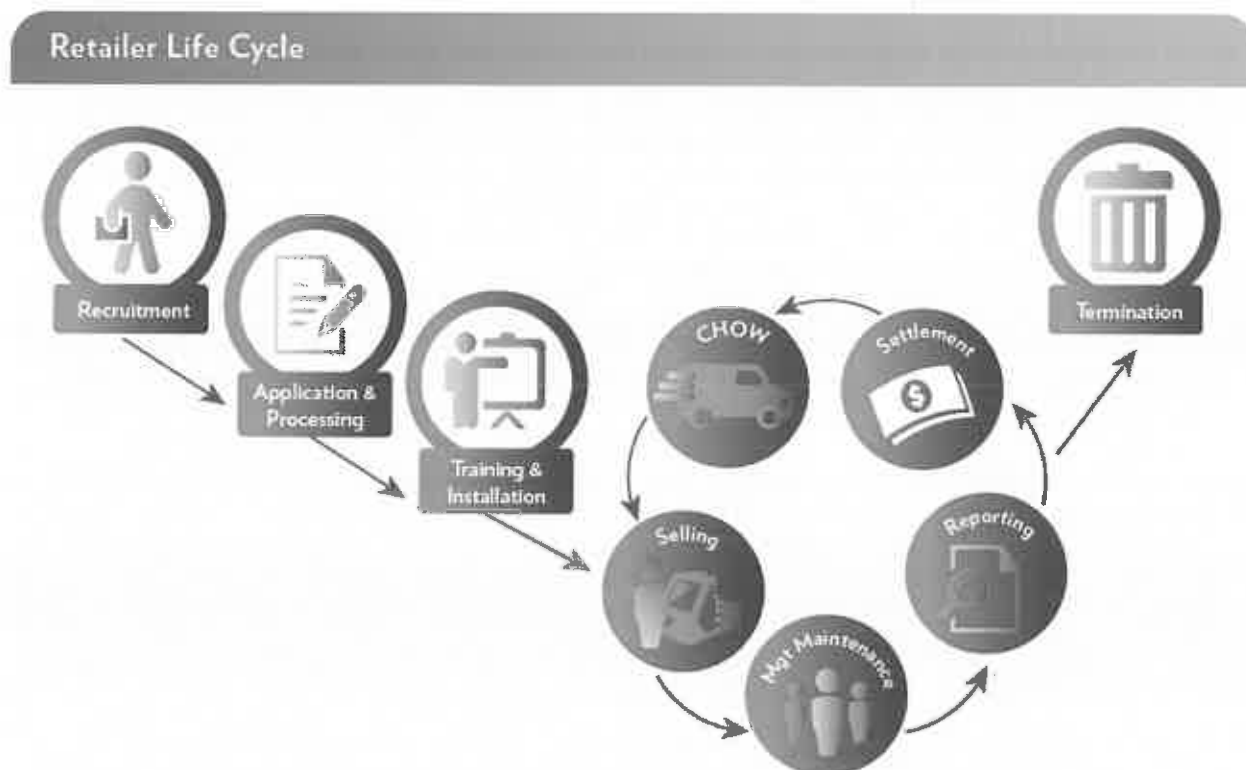 Retailer Life Cycle
Recruitment
Application &
Processing
Training &
Installation
Selling
Mgt Maintenance
Reporting
Settlement
$
CHOW
Termination